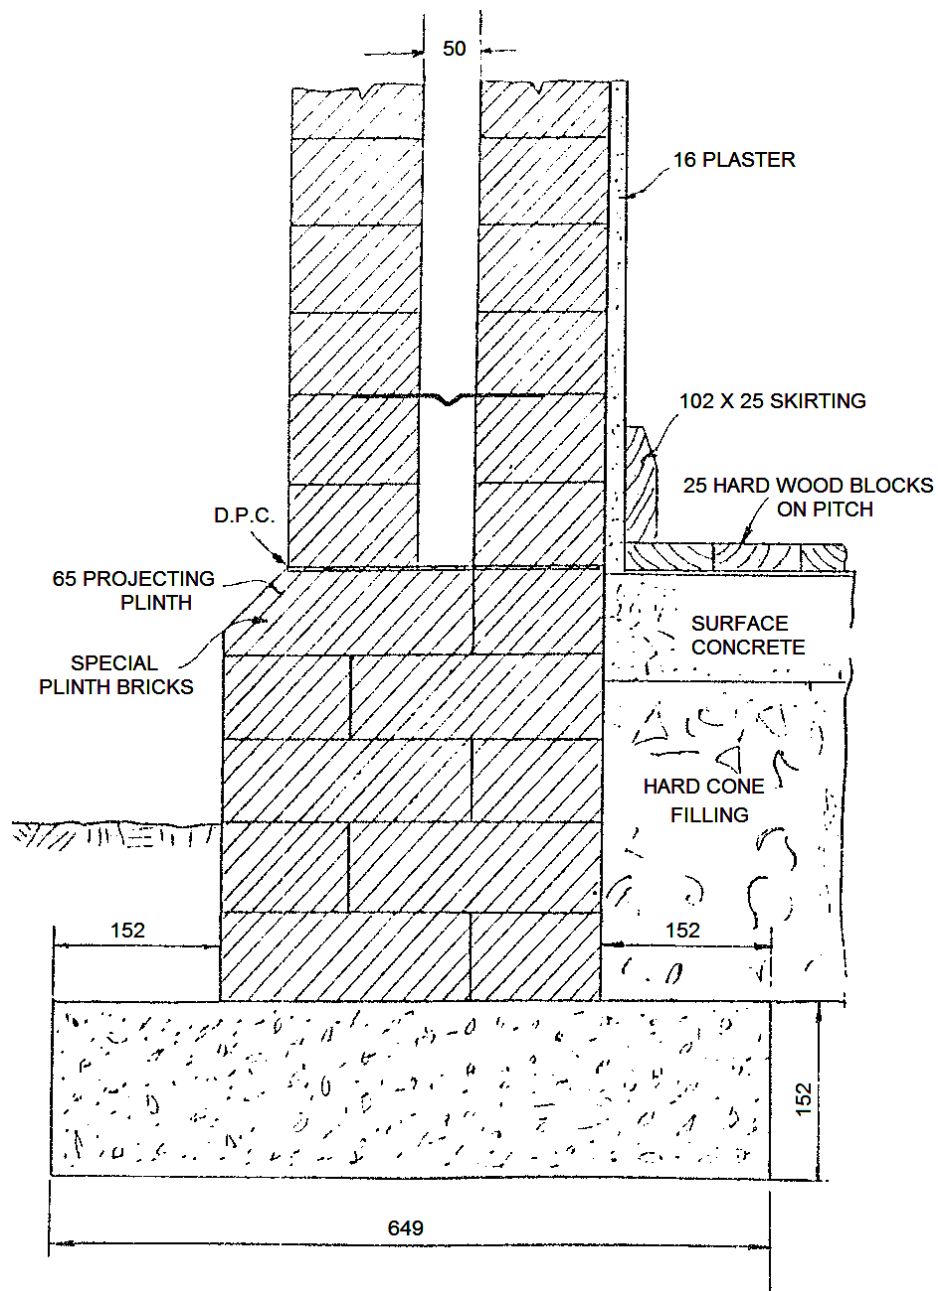 50
16 PLASTER
102 X 25 SKIRTING
25 HARD WOOD BLOCKS
ON PITCH
D.P.C.
65 PROJECTING
PLINTH
SURFACE
CONCRETE
SPECIAL
PLINTH BRICKS
HARD CONE
FILLING
152
152
152
649